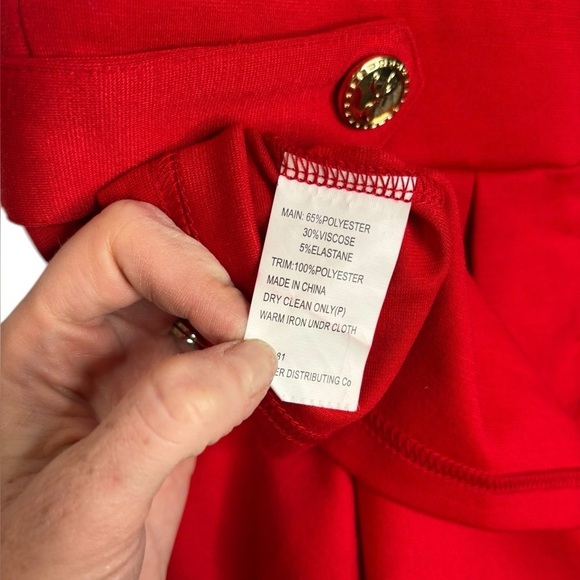 MAIN: 65%POLYESTER
30%VISCOSE
5%ELASTANE
TRIM:100%POLYESTER
MADE IN CHINA
DRY CLEAN ONLY(P)
WARM IRON UNDR CLOTH
DISTRIBUTING Co